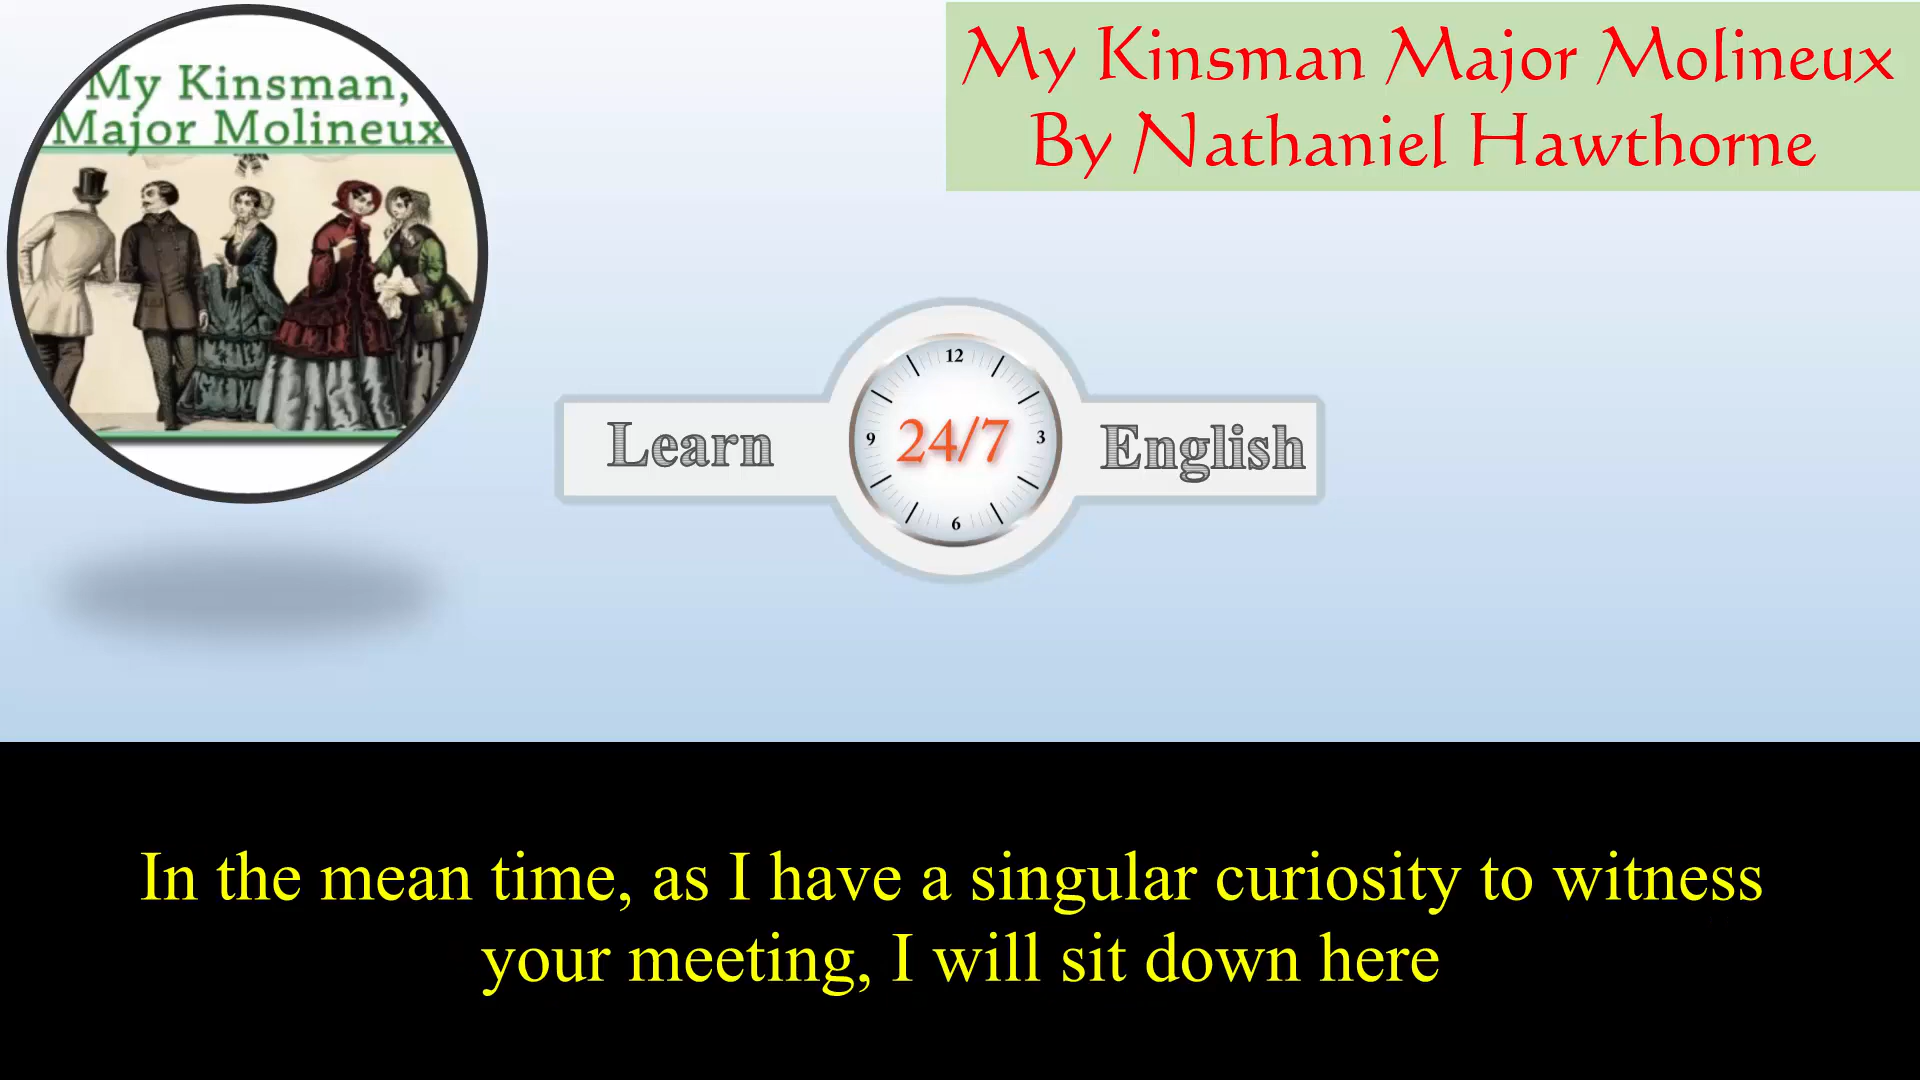 My Kinsman,
Major Molineux
My Kinsman Major Molineux
By Nathaniel Hawthorne
12
9
3
6
Learn 24/7 English
In the mean time, as I have a singular curiosity to witness
your meeting, I will sit down here